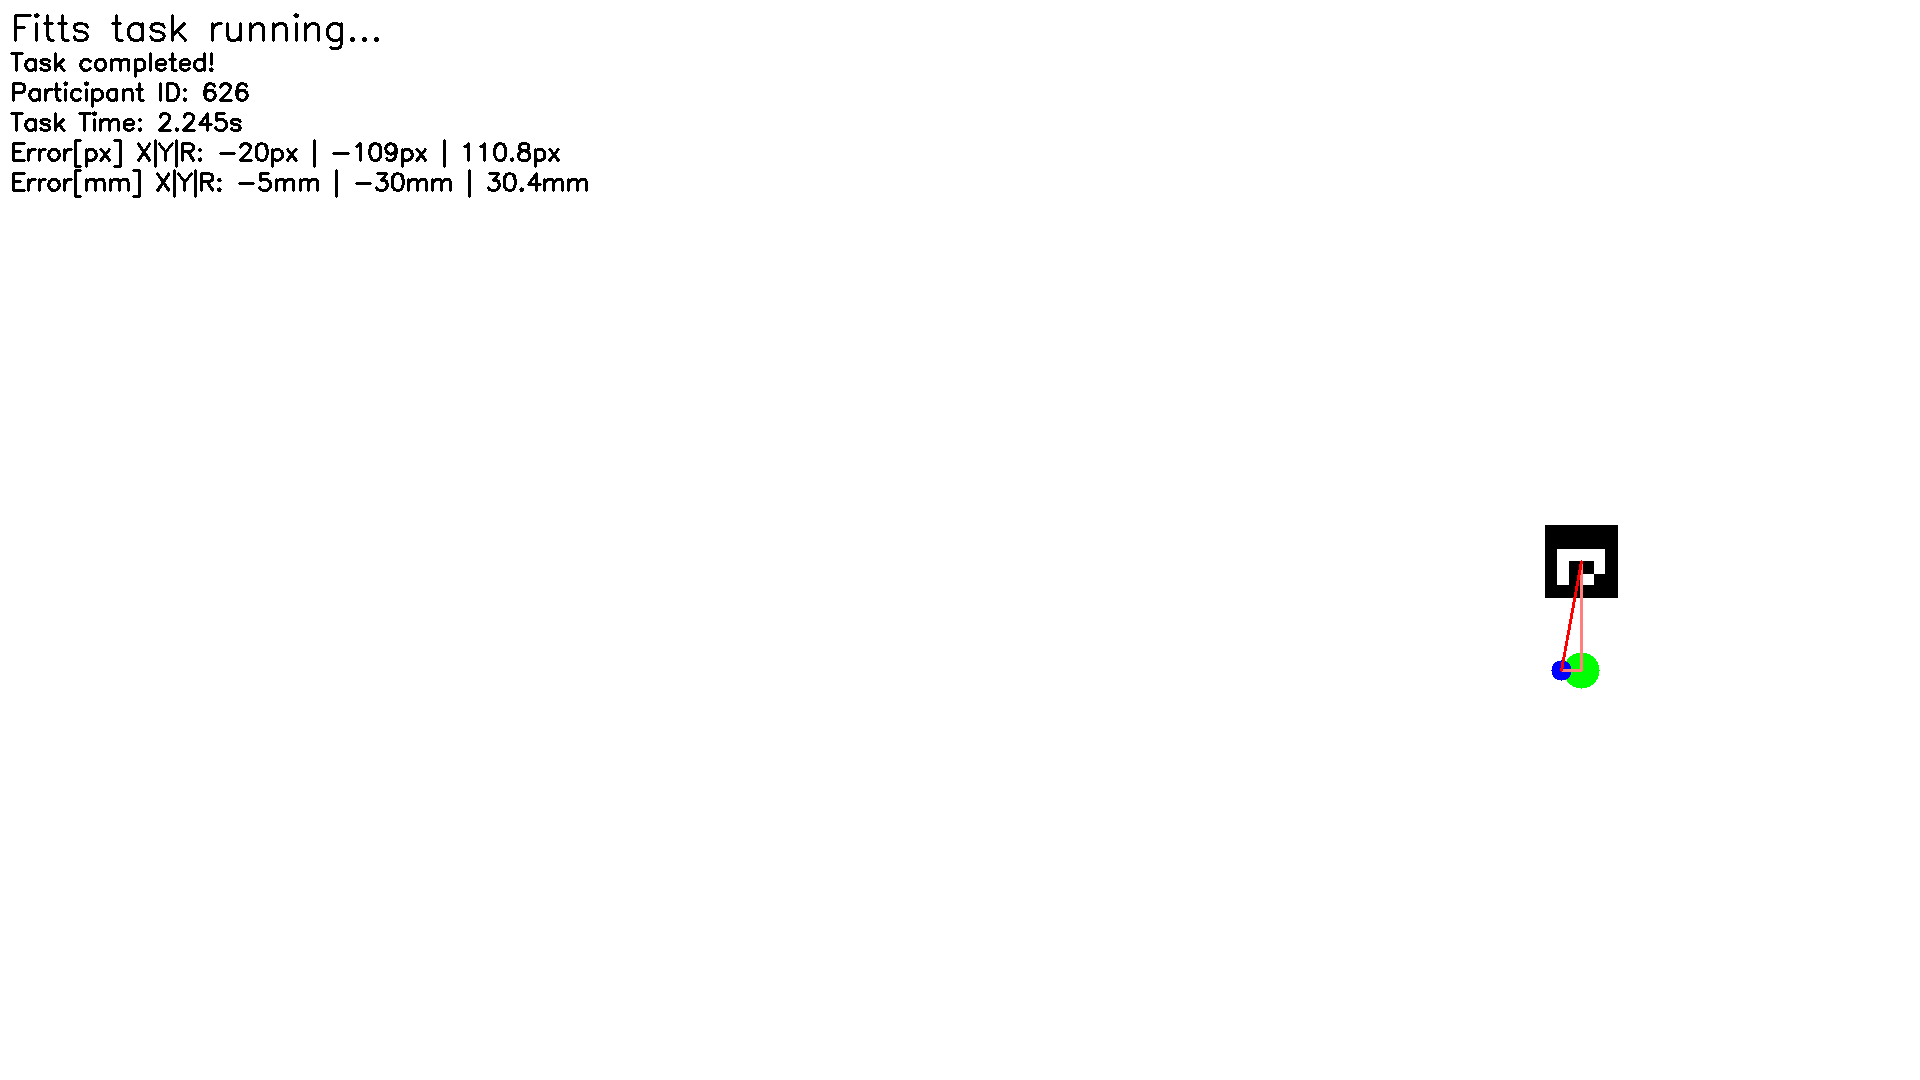 Fitts task running...
Task completed!
Participant ID: 626
Task Time: 2.245s
Error[px] X|Y|R: -20px | -109px | 110.8px
Error[mm] X|Y|R: -5mm | -30mm | 30.4mm